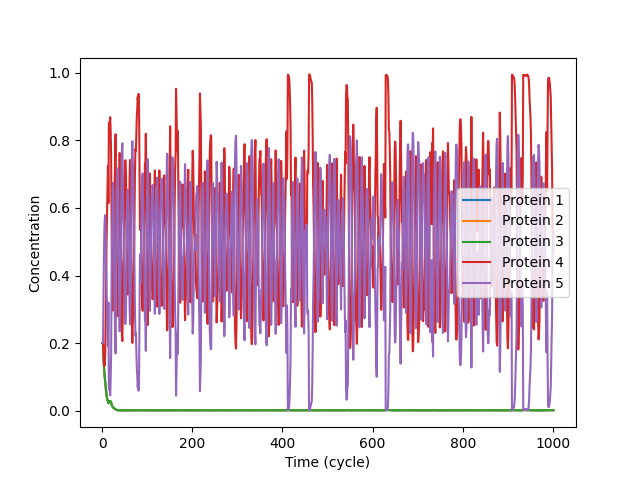 1.0
0.8
0.6
0.4
0.2
0.0
Concentration
Protein 1
Protein 2
Protein 3
Protein 4
Protein 5
0 200 400 600 800 1000
Time (cycle)